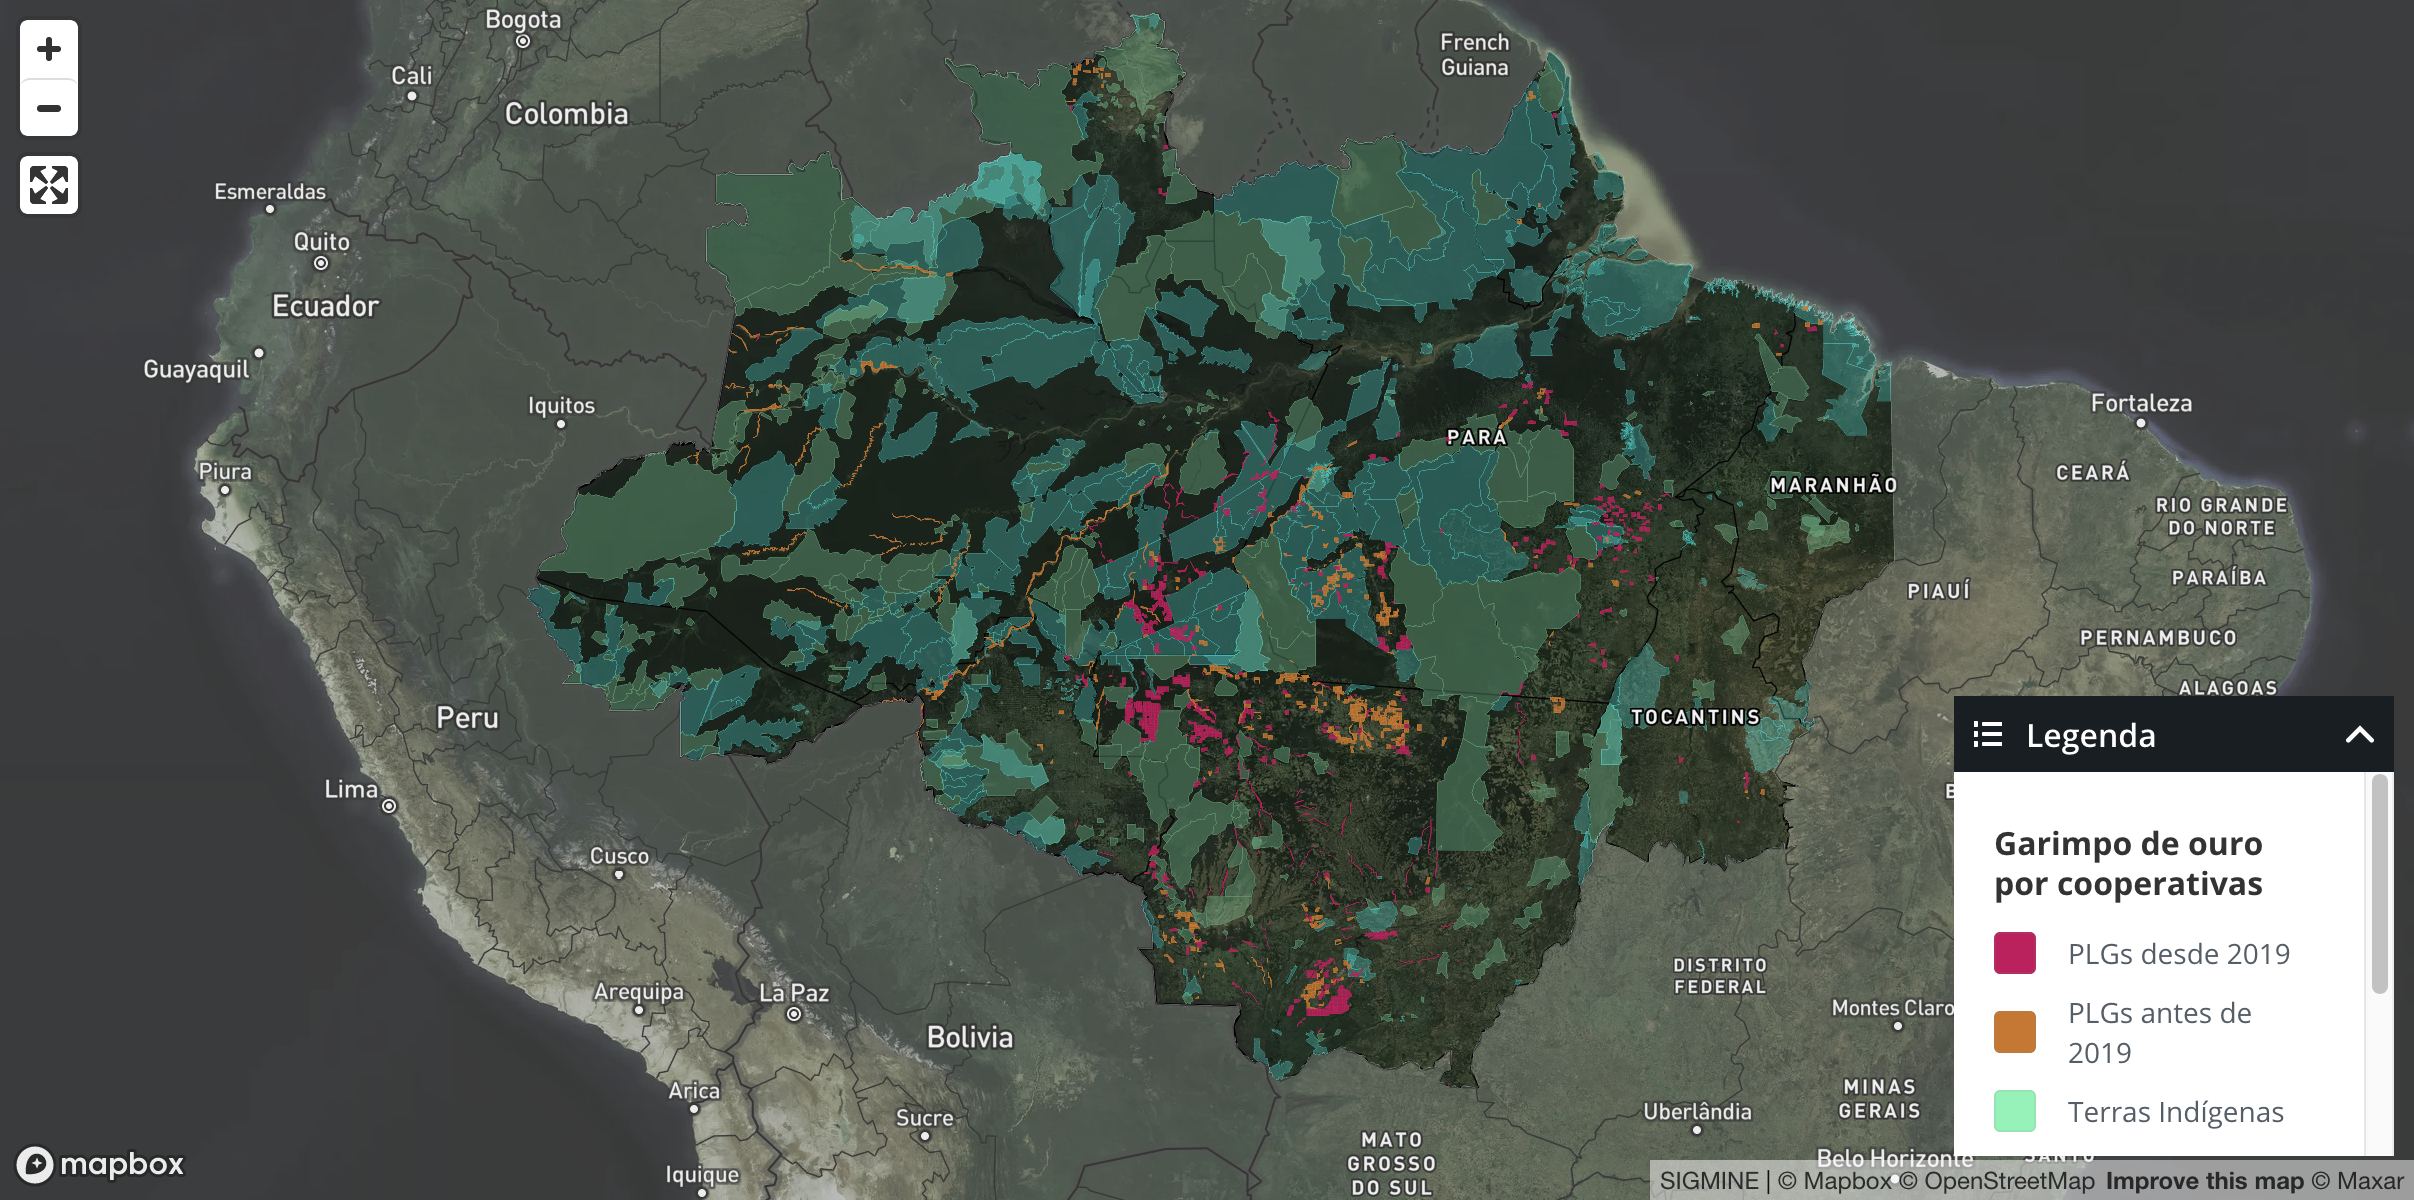 Bogota
Cali
Colombia
French
Guiana
Esmeraldas
Quito
Ecuador
Guayaquil
Iquitos
Piura
Fortaleza
PARÁ
CEARÁ
MARANHÃO
RIO GRANDE
DO NORTE
PARAÍBA
PIAUÍ
PERNAMBUCO
ALAGOAS
TOCANTINS
Peru
Lima
Cusco
Arequipa
La Paz
Bolivia
Arica
Sucre
Iquique
DISTRITO
FEDERAL
Montes Claro
MINAS
GERAIS
Uberlândia
MATO
GROSSO
DO SUL
Belo Horizonte
Legenda
Garimpo de ouro
por cooperativas
PLGs desde 2019
PLGs antes de
2019
Terras Indígenas
mapbox
SIGMINE | © Mapbox © OpenStreetMap Improve this map © Maxar